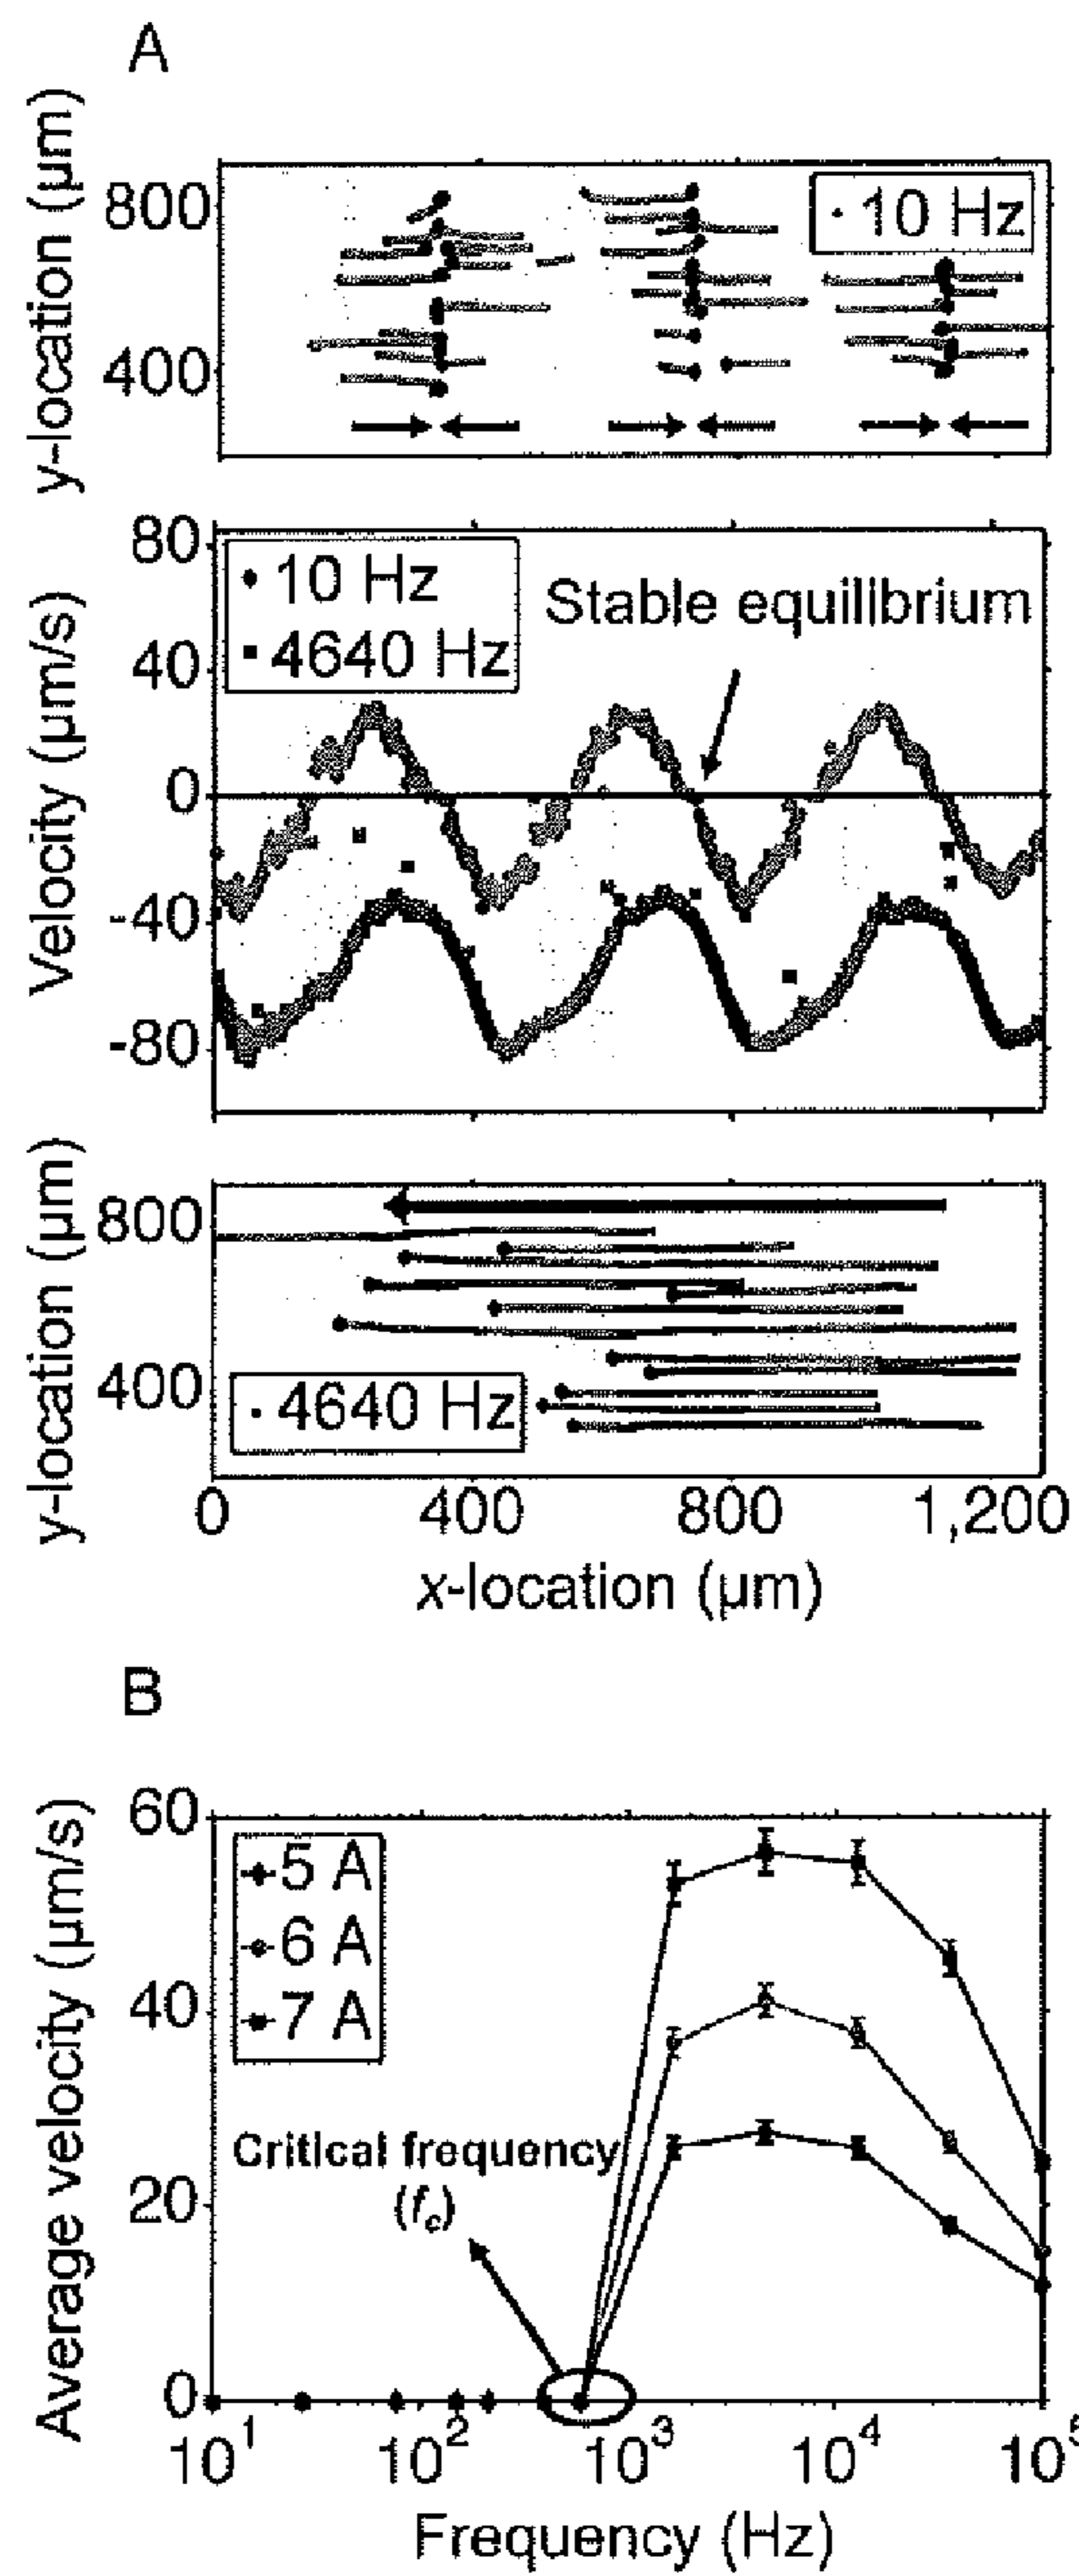 A
y-location (µm)
800
400
10 Hz
Velocity (µm/s)
80
40
0
-40
-80
10 Hz
4640 Hz
Stable equilibrium
y-location (µm)
800
400
4640 Hz
0 400 800 1,200
x-location (µm)
B
Average velocity (µm/s)
60
40
20
0
5 A
6 A
7 A
Critical frequency
(fc)
10¹ 10² 10³ 10⁴ 10⁵
Frequency (Hz)